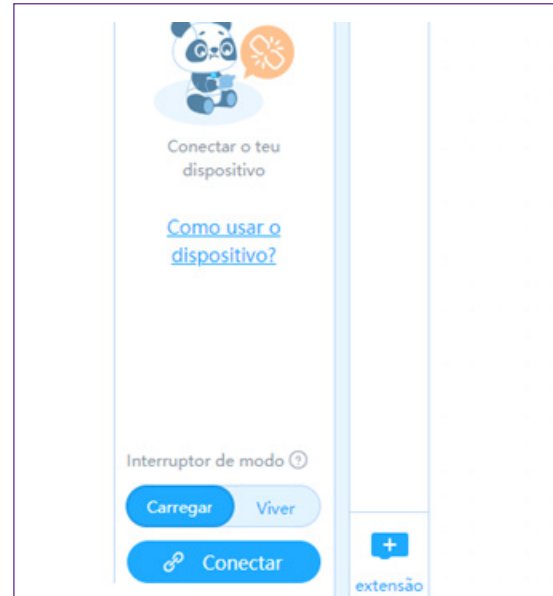 Conectar o teu
dispositivo
Como usar o
dispositivo?
Interruptor de modo ?
Carregar Viver
Conectar
extensão